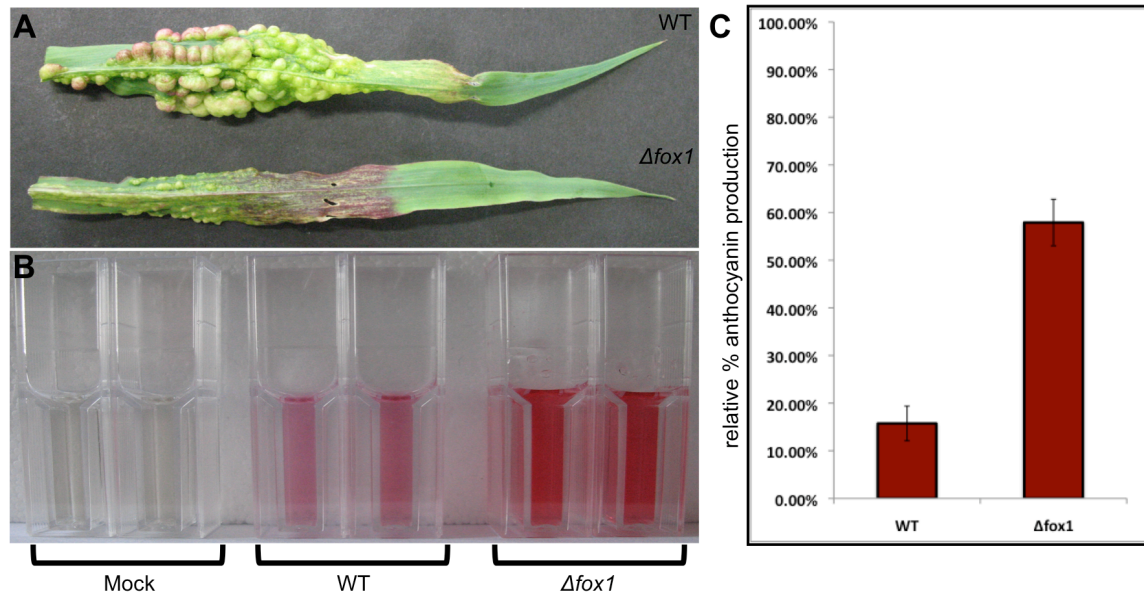 A
WT
Δfox1
B
Mock
WT
Δfox1
C
relative % anthocyanin production
100.00%
90.00%
80.00%
70.00%
60.00%
50.00%
40.00%
30.00%
20.00%
10.00%
0.00%
WT
Δfox1